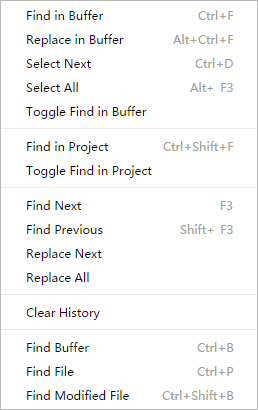 Find in Buffer Ctrl+F
Replace in Buffer Alt+Ctrl+F
Select Next Ctrl+D
Select All Alt+ F3
Toggle Find in Buffer
Find in Project Ctrl+Shift+F
Toggle Find in Project
Find Next F3
Find Previous Shift+ F3
Replace Next
Replace All
Clear History
Find Buffer Ctrl+B
Find File Ctrl+P
Find Modified File Ctrl+Shift+B